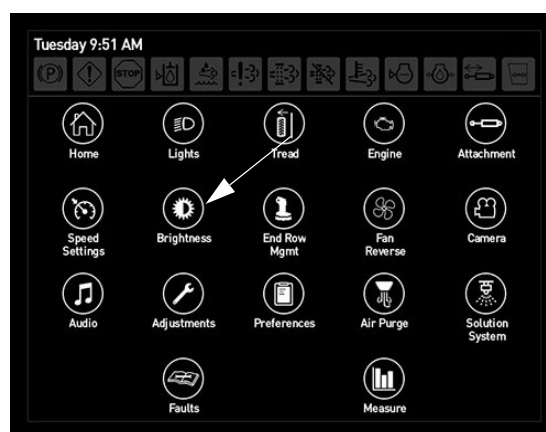 Tuesday 9:51 AM
(P) STOP
Home Lights Tread Engine Attachment
Speed Settings Brightness End Row Mgmt Fan Reverse Camera
Audio Adjustments Preferences Air Purge Solution System
Faults Measure